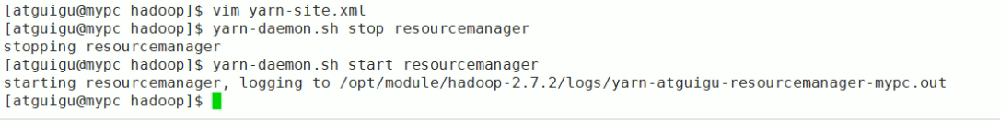 [atguigu@mypc hadoop]$ vim yarn-site.xml
[atguigu@mypc hadoop]$ yarn-daemon.sh stop resourcemanager
stopping resourcemanager
[atguigu@mypc hadoop]$ yarn-daemon.sh start resourcemanager
starting resourcemanager, logging to /opt/module/hadoop-2.7.2/logs/yarn-atguigu-resourcemanager-mypc.out
[atguigu@mypc hadoop]$